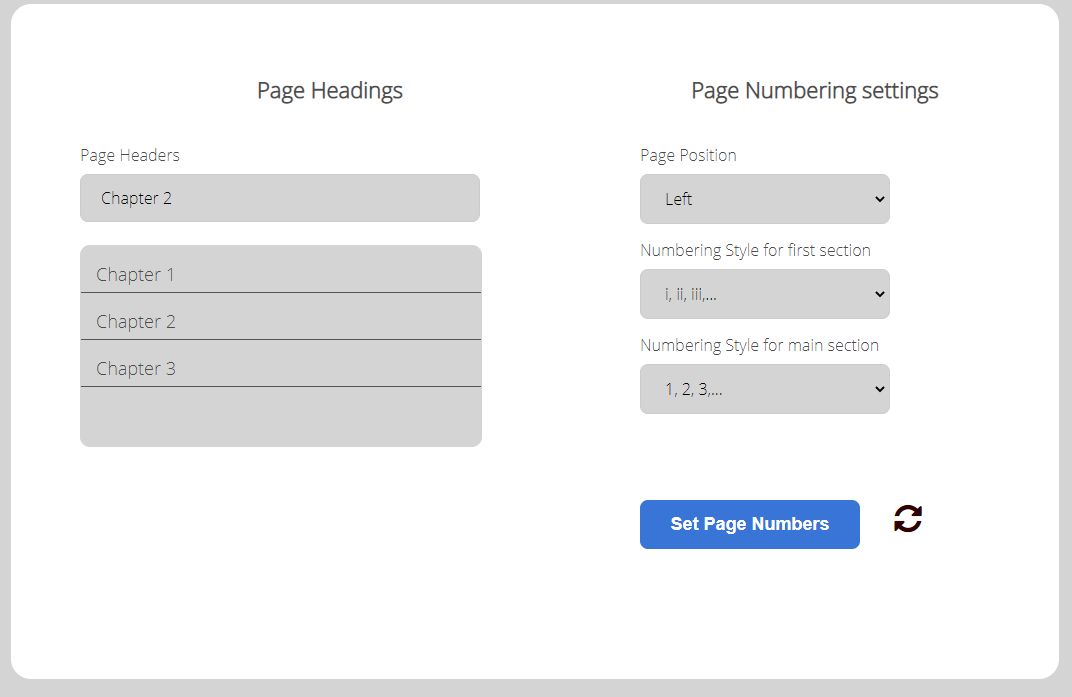 Page Headings
Page Headers
Chapter 2
Chapter 1
Chapter 2
Chapter 3
Page Numbering settings
Page Position
Left
Numbering Style for first section
i, ii, iii,...
Numbering Style for main section
1, 2, 3,...
Set Page Numbers